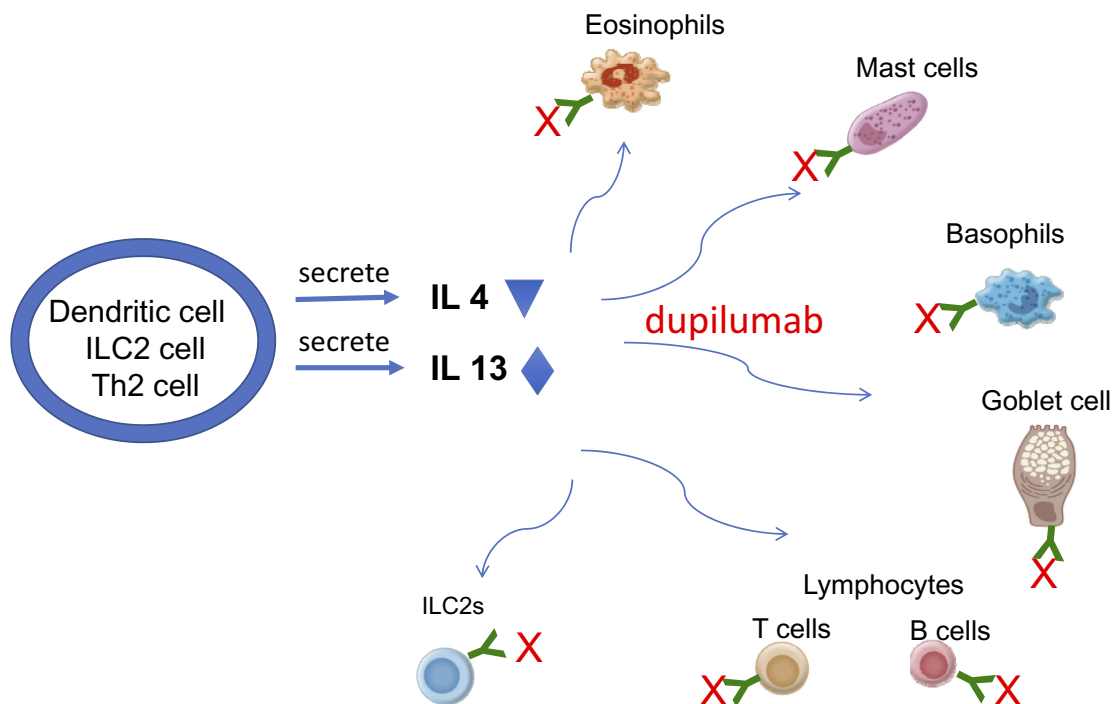 Eosinophils
Mast cells
X
X
Basophils
secrete
IL 4
dupilumab
X
Dendritic cell
ILC2 cell
Th2 cell
secrete
IL 13
Goblet cell
X
Lymphocytes
ILC2s
T cells
B cells
X
X
X